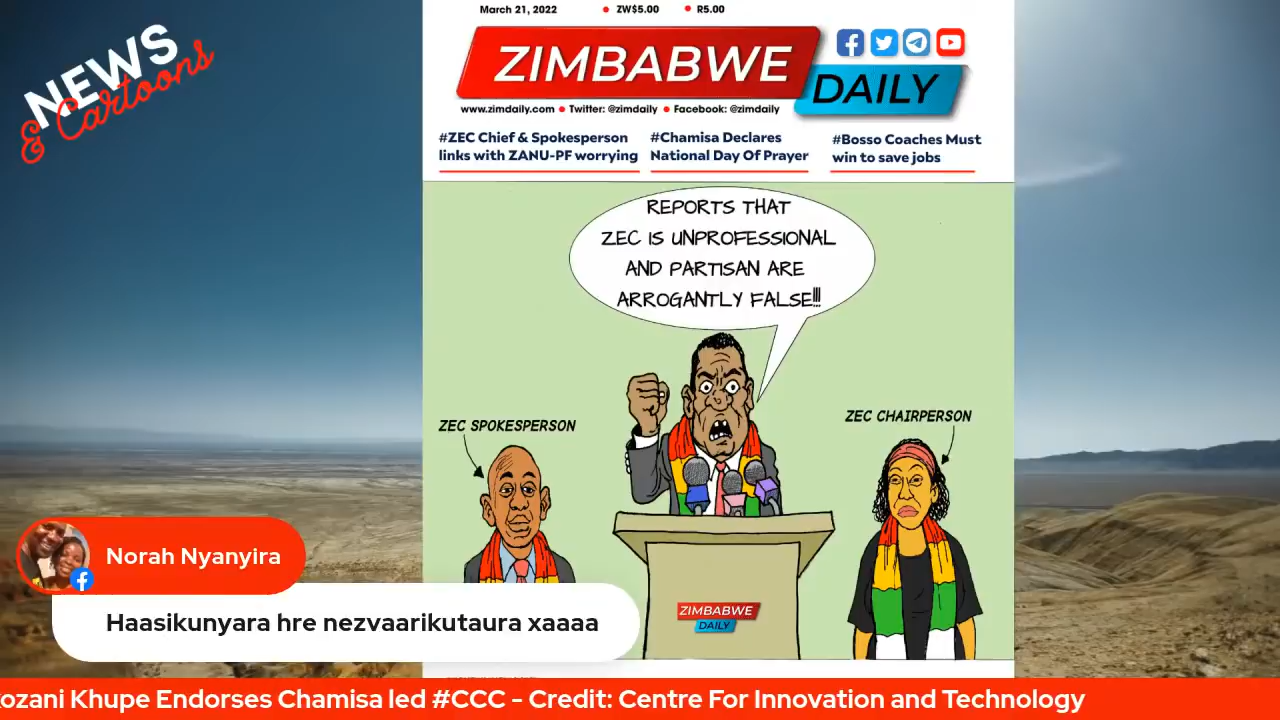 NEWS
& Cartoons
March 21, 2022 • ZW$5.00 • R5.00
ZIMBABWE
DAILY
www.zimdaily.com • Twitter: @zimdaily • Facebook: @zimdaily
#ZEC Chief & Spokesperson
links with ZANU-PF worrying
#Chamisa Declares
National Day Of Prayer
#Bosso Coaches Must
win to save jobs
REPORTS THAT
ZEC IS UNPROFESSIONAL
AND PARTISAN ARE
ARROGANTLY FALSE!!!
ZEC SPOKESPERSON
ZEC CHAIRPERSON
ZIMBABWE
DAILY
Norah Nyanyira
Haasikunyara hre nezvaarikutaura xaaaa
kozani Khupe Endorses Chamisa led #CCC - Credit: Centre For Innovation and Technology